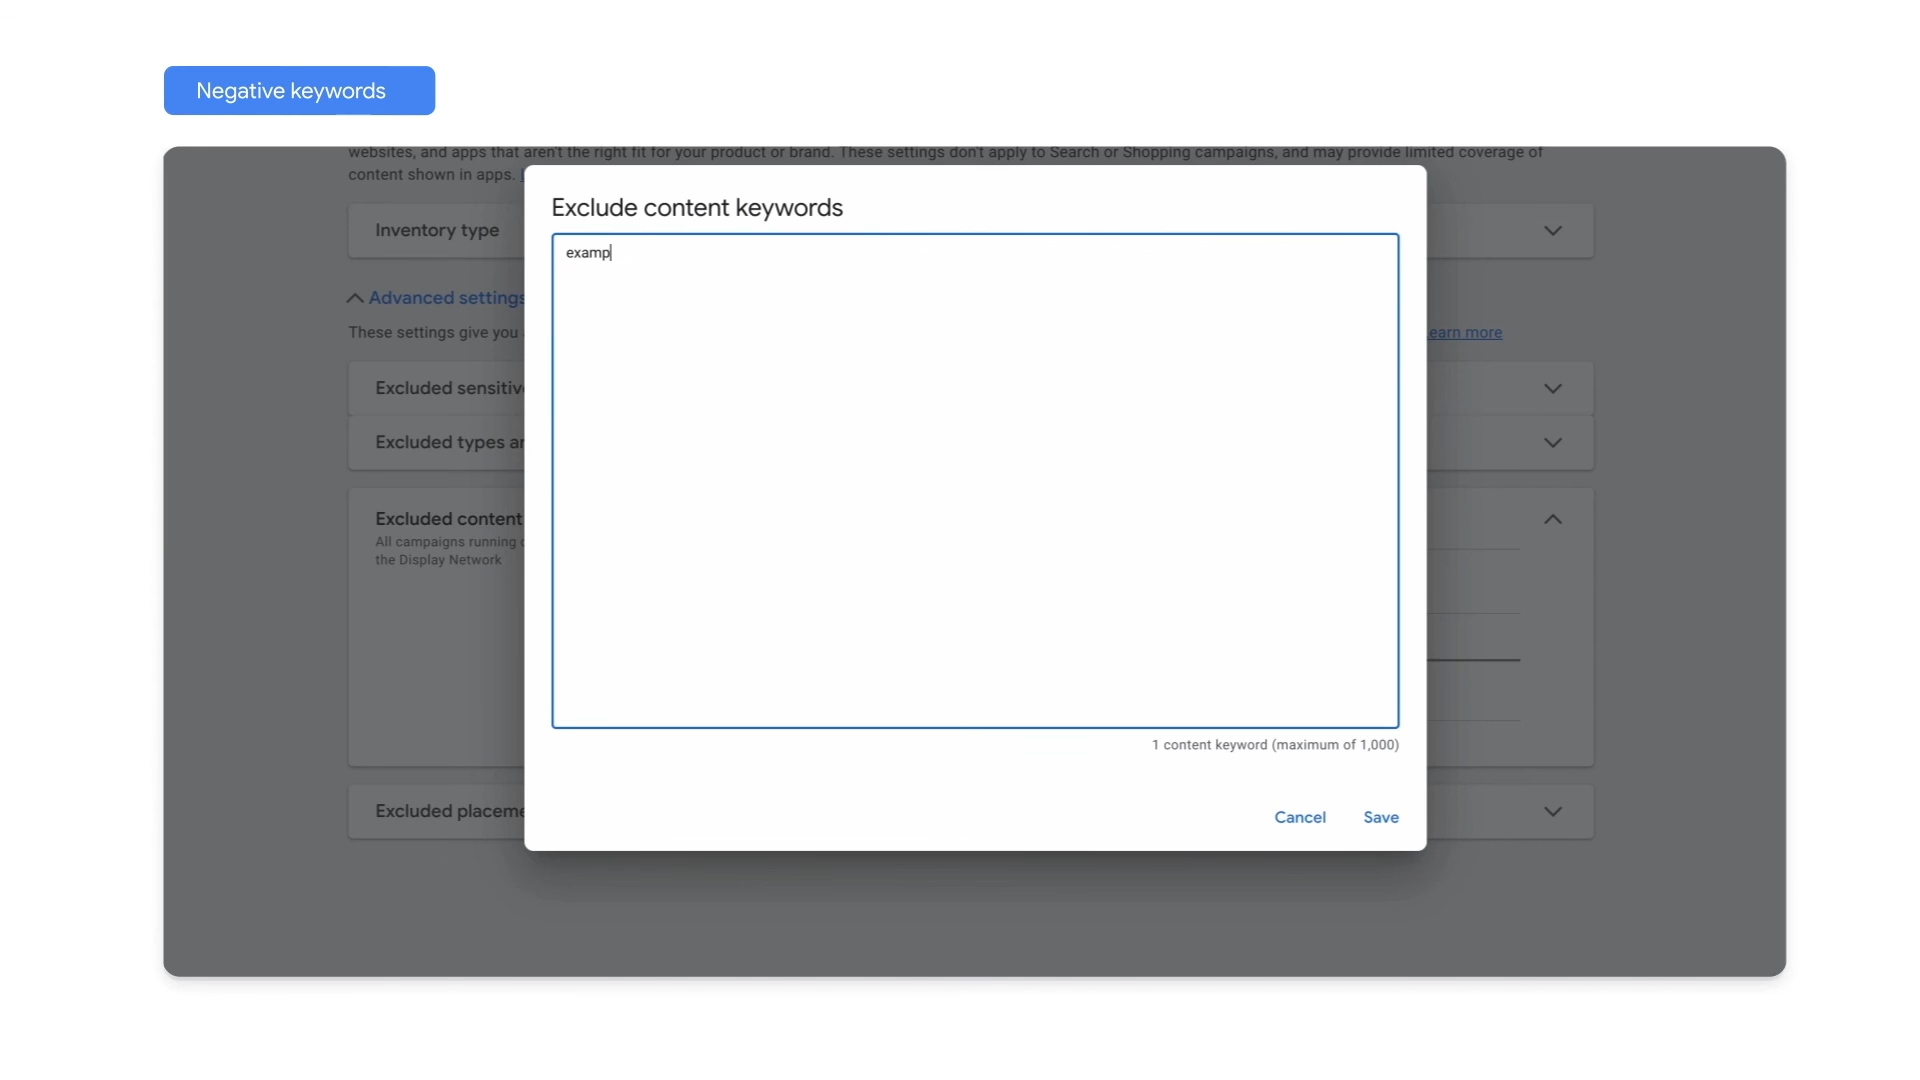 Negative keywords
websites, and apps that aren't the right fit for your product or brand. These settings don't apply to Search or Shopping campaigns, and may provide limited coverage of
content shown in apps.
Exclude content keywords
Inventory type
examp
Advanced settings
These settings give you
earn more
Excluded sensitiv
Excluded types
Excluded content
All campaigns running
the Display Network
1 content keyword (maximum of 1,000)
Excluded placeme
Cancel Save